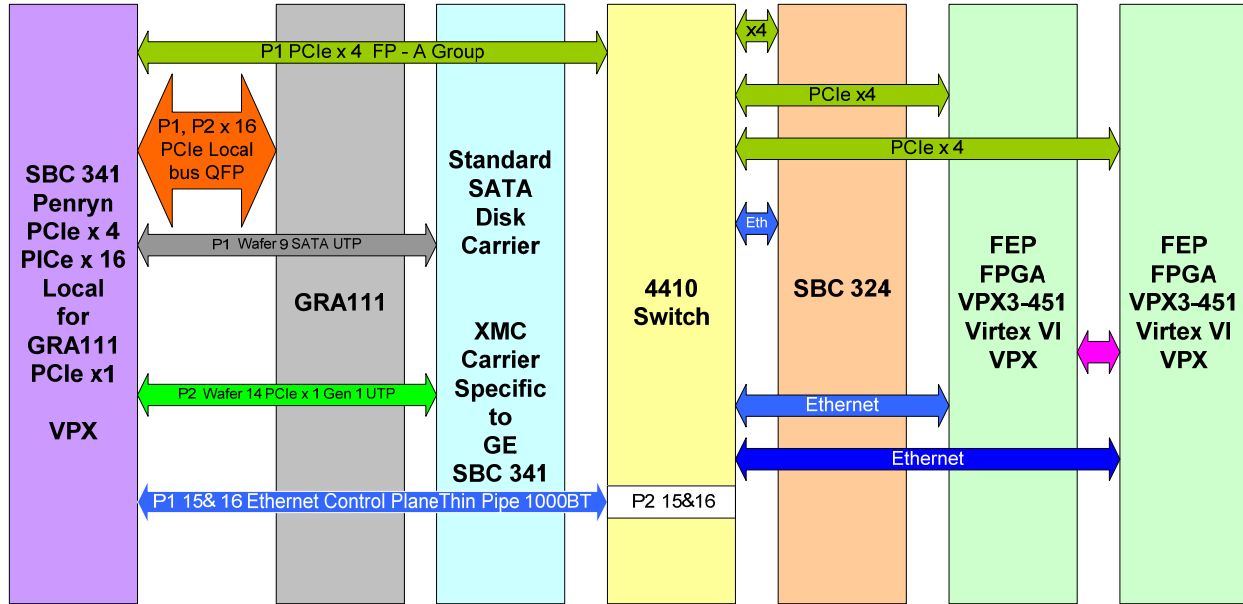 P1 PCIe x 4  FP - A Group
x4
PCIe x4
PCIe x 4
P1, P2 x 16
PCIe Local
bus QFP
SBC 341
Penryn
PCIe x 4
PICe x 16
Local
for
GRA111
PCIe x1
VPX
P1 Wafer 9 SATA UTP
GRA111
Standard
SATA
Disk
Carrier
XMC
Carrier
Specific
to
GE
SBC 341
P2 Wafer 14 PCIe x 1 Gen 1 UTP
P1 15& 16 Ethernet Control PlaneThin Pipe 1000BT
4410
Switch
P2 15&16
Eth
SBC 324
FEP
FPGA
VPX3-451
Virtex VI
VPX
FEP
FPGA
VPX3-451
Virtex VI
VPX
Ethernet
Ethernet